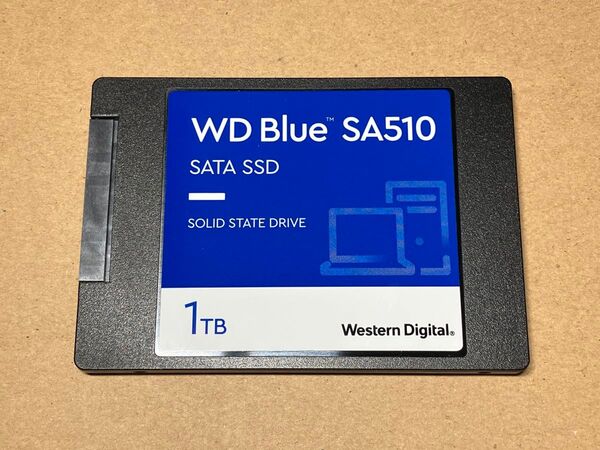 WD Blue™ SA510
SATA SSD
SOLID STATE DRIVE
1TB
Western Digital®